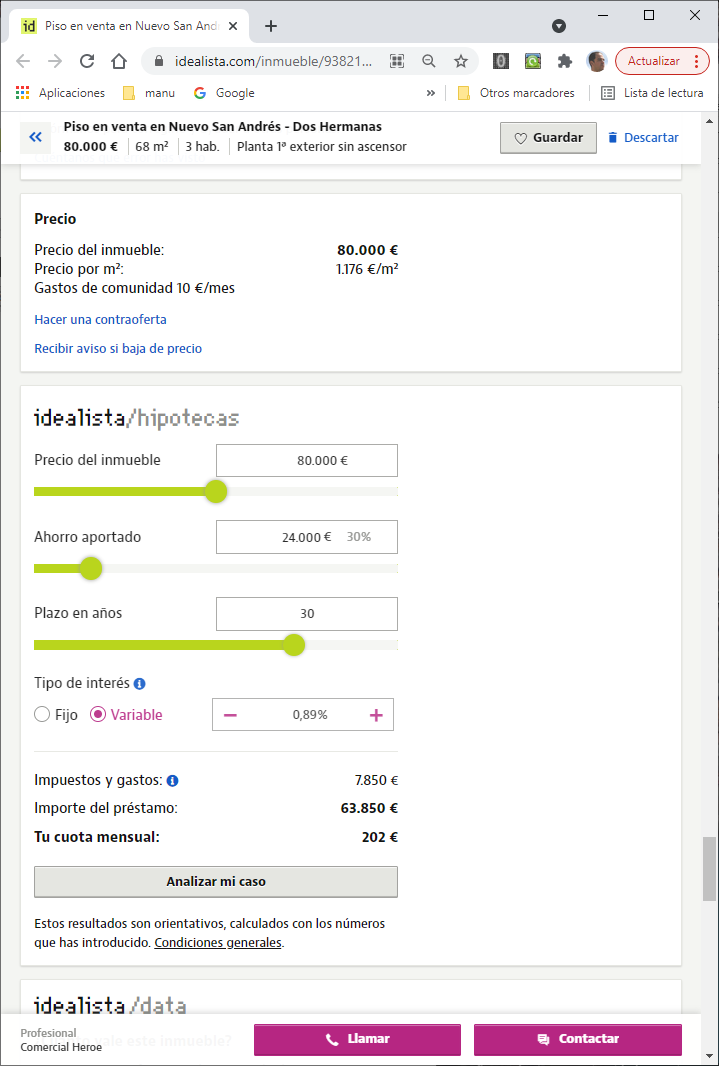 id Piso en venta en Nuevo San And
idealista.com/inmueble/93821...
Actualizar
Aplicaciones manu Google » Otros marcadores Lista de lectura
Piso en venta en Nuevo San Andrés - Dos Hermanas
80.000 € 68 m² 3 hab. Planta 1ª exterior sin ascensor
Guardar
Descartar
Precio
Precio del inmueble: 80.000 €
Precio por m²: 1.176 €/m²
Gastos de comunidad 10 €/mes
Hacer una contraoferta
Recibir aviso si baja de precio
idealista/hipotecas
Precio del inmueble 80.000 €
Ahorro aportado 24.000 € 30%
Plazo en años 30
Tipo de interés
Fijo Variable − 0,89% +
Impuestos y gastos: 7.850 €
Importe del préstamo: 63.850 €
Tu cuota mensual: 202 €
Analizar mi caso
Estos resultados son orientativos, calculados con los números
que has introducido. Condiciones generales.
idealista/data
vale este inmueble?
Profesional
Comercial Heroe
Llamar
Contactar